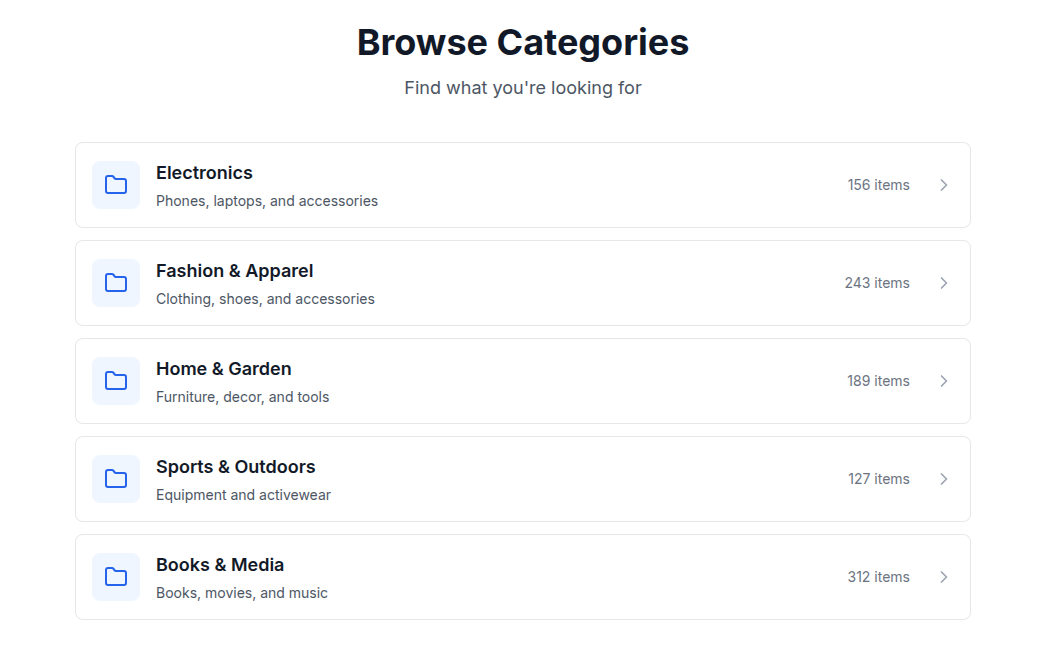 Browse Categories
Find what you're looking for
Electronics
Phones, laptops, and accessories
156 items
Fashion & Apparel
Clothing, shoes, and accessories
243 items
Home & Garden
Furniture, decor, and tools
189 items
Sports & Outdoors
Equipment and activewear
127 items
Books & Media
Books, movies, and music
312 items